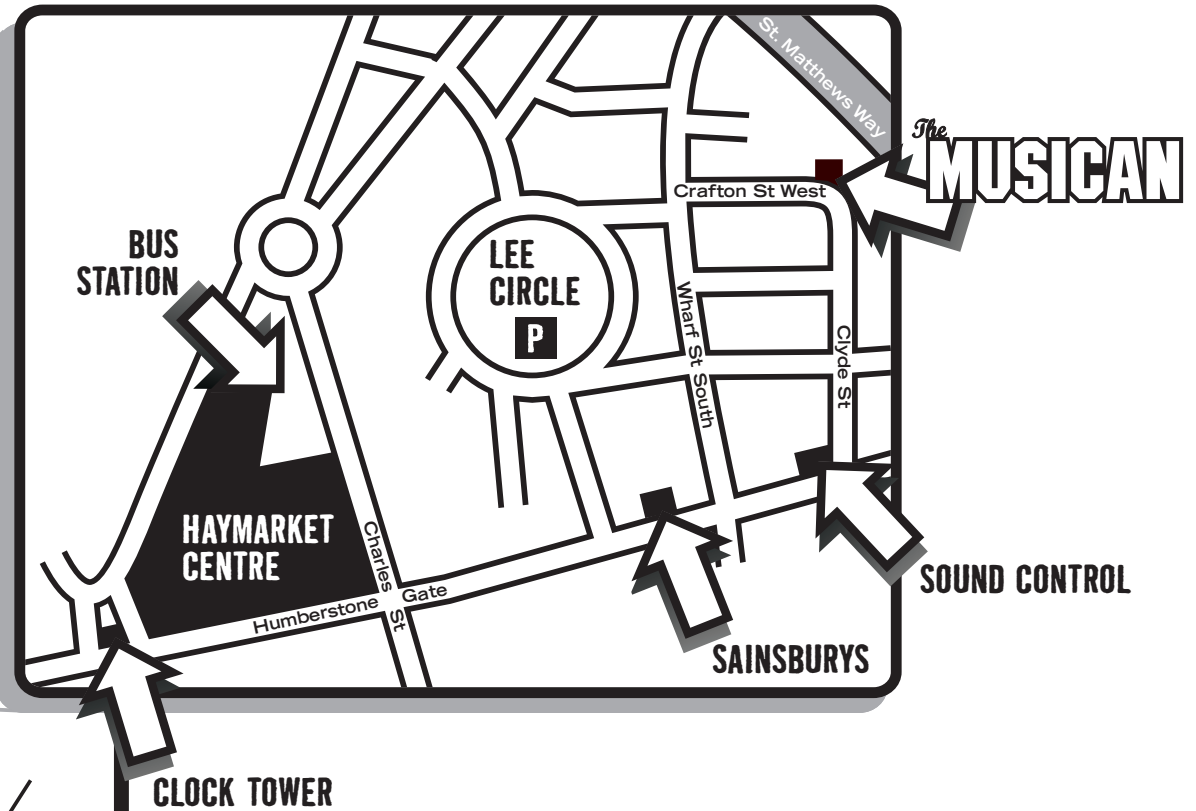 St. Matthews Way
The
MUSICAN
Crafton St West
BUS
STATION
LEE
CIRCLE
P
Wharf St South
Clyde St
HAYMARKET
CENTRE
Charles St
Humberstone Gate
SOUND CONTROL
SAINSBURYS
CLOCK TOWER